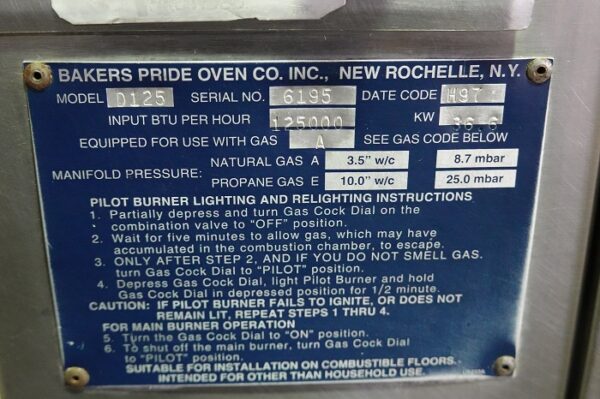 BAKERS PRIDE OVEN CO. INC., NEW ROCHELLE, N.Y.
MODEL D125 SERIAL NO. 6195 DATE CODE H97
INPUT BTU PER HOUR 125000 KW 36.6
EQUIPPED FOR USE WITH GAS A SEE GAS CODE BELOW
MANIFOLD PRESSURE: NATURAL GAS A 3.5" w/c 8.7 mbar
PROPANE GAS E 10.0" w/c 25.0 mbar
PILOT BURNER LIGHTING AND RELIGHTING INSTRUCTIONS
1. Partially depress and turn Gas Cock Dial on the
combination valve to "OFF" position.
2. Wait for five minutes to allow gas, which may have
accumulated in the combustion chamber, to escape.
3. ONLY AFTER STEP 2, AND IF YOU DO NOT SMELL GAS.
turn Gas Cock Dial to "PILOT" position.
4. Depress Gas Cock Dial, light Pilot Burner and hold
Gas Cock Dial in depressed position for 1/2 minute.
CAUTION: IF PILOT BURNER FAILS TO IGNITE, OR DOES NOT
REMAIN LIT, REPEAT STEPS 1 THRU 4.
FOR MAIN BURNER OPERATION
5. Turn the Gas Cock Dial to "ON" position.
6. To shut off the main burner, turn Gas Cock Dial
to "PILOT" position.
SUITABLE FOR INSTALLATION ON COMBUSTIBLE FLOORS.
INTENDED FOR OTHER THAN HOUSEHOLD USE.